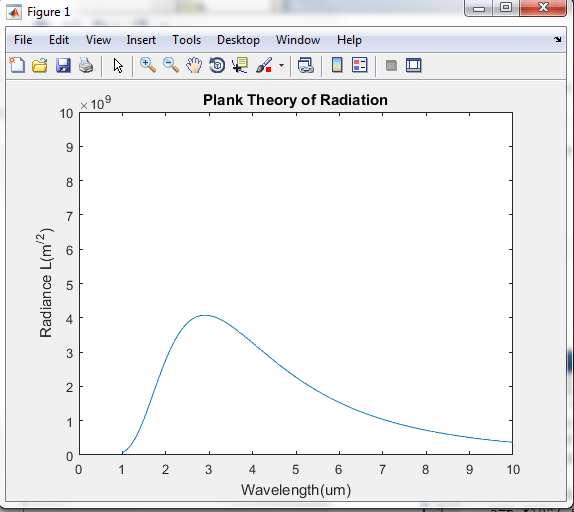 Figure 1
File Edit View Insert Tools Desktop Window Help
Plank Theory of Radiation
×10^9
10
9
8
7
6
5
4
3
2
1
0
Radiance L(m^/2)
0 1 2 3 4 5 6 7 8 9 10
Wavelength(um)